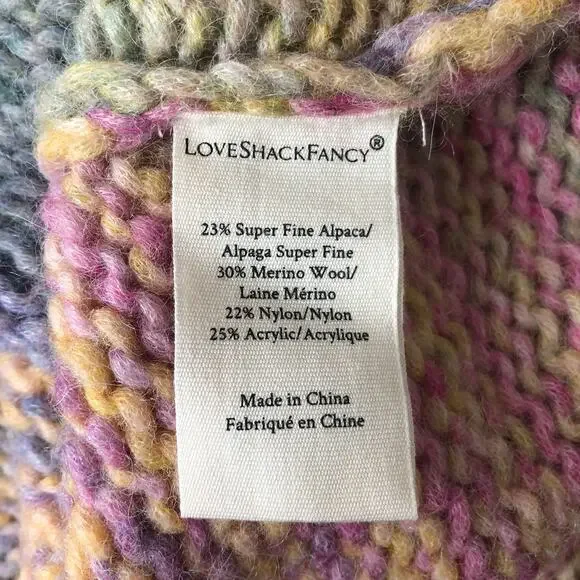 LOVESHACKFANCY®
23% Super Fine Alpaca/
Alpaga Super Fine
30% Merino Wool/
Laine Mérino
22% Nylon/Nylon
25% Acrylic/Acrylique
Made in China
Fabriqué en Chine